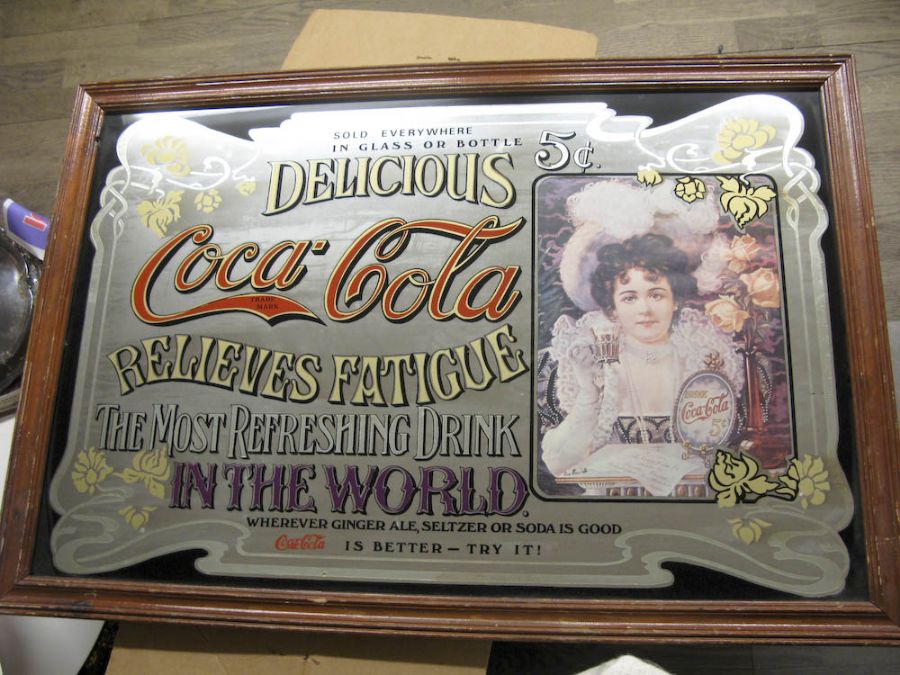 SOLD EVERYWHERE
IN GLASS OR BOTTLE
5¢.
DELICIOUS
Coca-Cola
TRADE
MARK
RELIEVES FATIGUE
THE MOST REFRESHING DRINK
IN THE WORLD.
DRINK
Coca-Cola
5¢
WHEREVER GINGER ALE, SELTZER OR SODA IS GOOD
Coca-Cola IS BETTER – TRY IT!